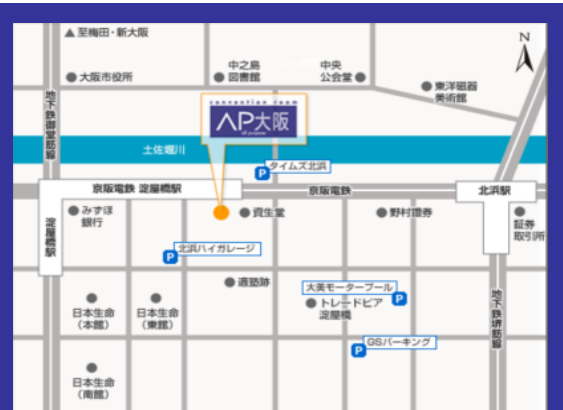 ▲至梅田・新大阪
N
中之島
図書館
中央
公会堂
大阪市役所
東洋磁器
美術館
地下鉄御堂筋線
convention room
AP大阪
all purpose
土佐堀川
P
タイムズ北浜
京阪電鉄 淀屋橋駅
京阪電鉄
北浜駅
淀屋橋駅
みずほ
銀行
資生堂
野村證券
証券
取引所
北浜ハイガレージ
P
適塾跡
大美モータープール
P
トレードピア
淀屋橋
日本生命
(本館)
日本生命
(東館)
地下鉄堺筋線
GSパーキング
P
日本生命
(南館)